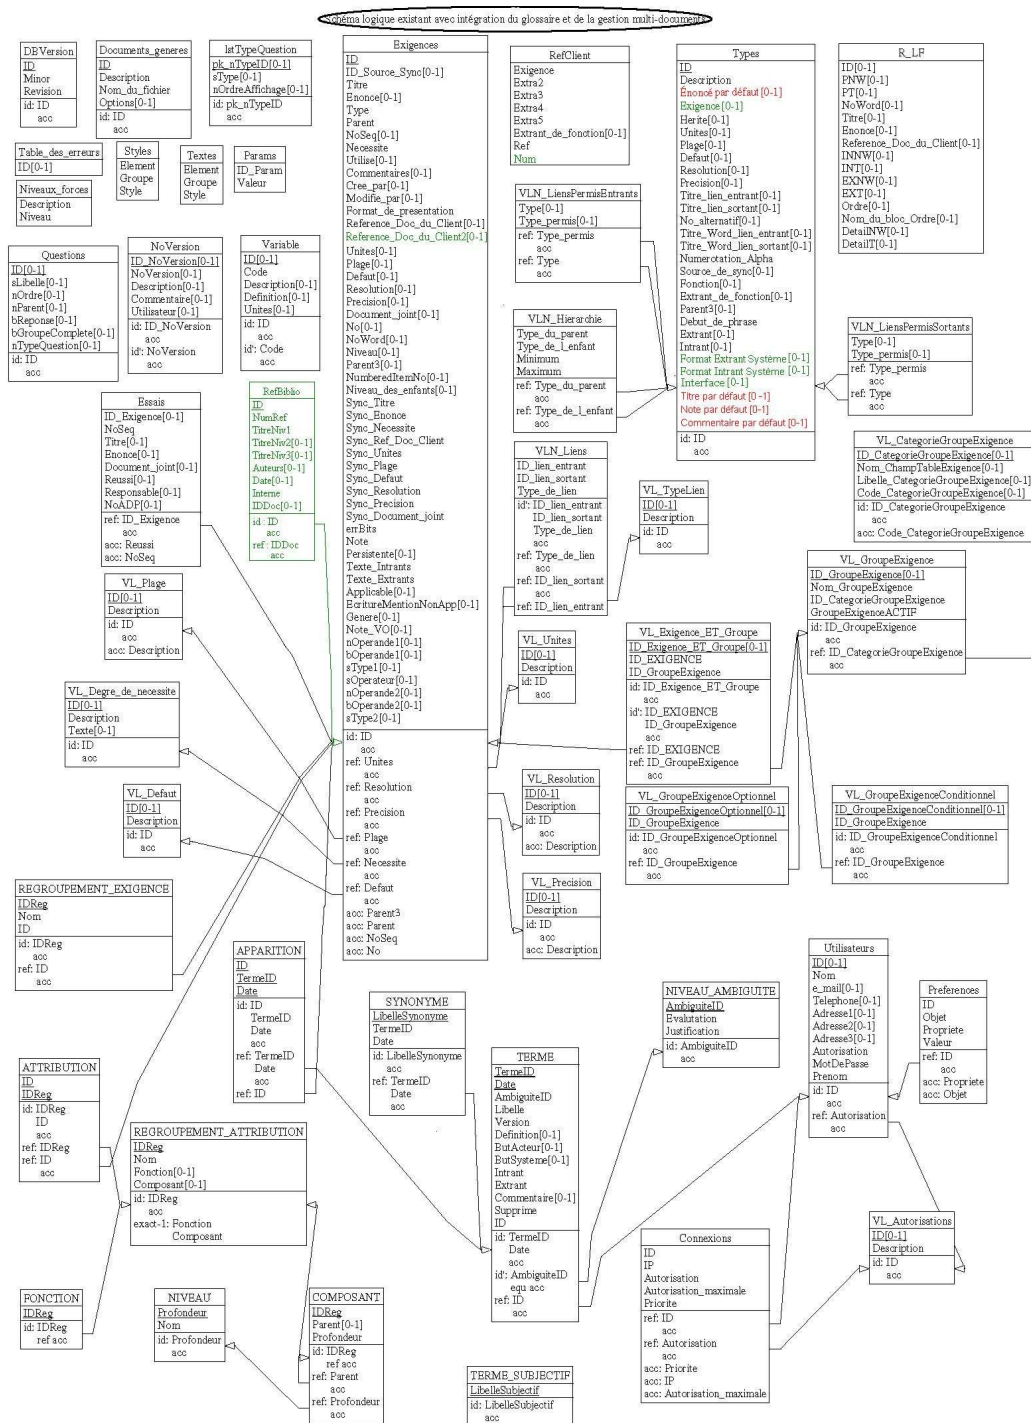 Schéma logique existant avec intégration du glossaire et de la gestion multi-documents
DBVersion
ID
Minor
Revision
id: ID
acc
Documents_generes
ID
Description
Nom_du_fichier
Options[0-1]
id: ID
acc
lstTypeQuestion
pk_nTypeID[0-1]
sType[0-1]
nOrdreAffichage[0-1]
id: pk_nTypeID
acc
Table_des_erreurs
ID[0-1]
Styles
Element
Groupe
Style
Textes
Element
Groupe
Style
Params
ID_Param
Valeur
Niveaux_forces
Description
Niveau
Questions
ID[0-1]
sLibelle[0-1]
nOrdre[0-1]
nParent[0-1]
bReponse[0-1]
bGroupeComplete[0-1]
nTypeQuestion[0-1]
id: ID
acc
NoVersion
ID_NoVersion[0-1]
NoVersion[0-1]
Description[0-1]
Commentaire[0-1]
Utilisateur[0-1]
id: ID_NoVersion
acc
id': NoVersion
Variable
ID[0-1]
Code
Description[0-1]
Definition[0-1]
Unites[0-1]
id: ID
acc
id': Code
acc
Exigences
ID
ID_Source_Sync[0-1]
Titre
Enonce[0-1]
Type
Parent
NoSeq[0-1]
Necessite
Utilise[0-1]
Commentaires[0-1]
Cree_par[0-1]
Modifie_par[0-1]
Format_de_presentation
Reference_Doc_du_Client[0-1]
Reference_Doc_du_Client2[0-1]
Unites[0-1]
Plage[0-1]
Defaut[0-1]
Resolution[0-1]
Precision[0-1]
Document_joint[0-1]
No[0-1]
NoWord[0-1]
Niveau[0-1]
Parent3[0-1]
NumberedItemNo[0-1]
Niveau_des_enfants[0-1]
Sync_Titre
Sync_Enonce
Sync_Necessite
Sync_Ref_Doc_Client
Sync_Unites
Sync_Plage
Sync_Defaut
Sync_Resolution
Sync_Precision
Sync_Document_joint
errBits
Note
Persistente[0-1]
Texte_Intrants
Texte_Extrants
Applicable[0-1]
EcritureMentionNonApp[0-1]
Genere[0-1]
Note_VO[0-1]
nOperande1[0-1]
bOperande1[0-1]
sType1[0-1]
sOperateur[0-1]
nOperande2[0-1]
bOperande2[0-1]
sType2[0-1]
id: ID
acc
ref: Unites
acc
ref: Resolution
acc
ref: Precision
acc
ref: Plage
acc
ref: Necessite
acc
ref: Defaut
acc
acc: Parent3
acc: Parent
acc: NoSeq
acc: No
RefClient
Exigence
Extra2
Extra3
Extra4
Extra5
Extrant_de_fonction[0-1]
Ref
Num
Types
ID
Description
Énoncé par défaut [0-1]
Exigence [0-1]
Herite[0-1]
Unites[0-1]
Plage[0-1]
Defaut[0-1]
Resolution[0-1]
Precision[0-1]
Titre_lien_entrant[0-1]
Titre_lien_sortant[0-1]
No_alternatif[0-1]
Titre_Word_lien_entrant[0-1]
Titre_Word_lien_sortant[0-1]
Numerotation_Alpha
Source_de_sync[0-1]
Fonction[0-1]
Extrant_de_fonction[0-1]
Parent3[0-1]
Debut_de_phrase
Extrant[0-1]
Intrant[0-1]
Format Extrant Système [0-1]
Format Intrant Système [0-1]
Interface [0-1]
Titre par défaut [0 -1]
Note par défaut [0-1]
Commentaire par défaut [0-1]
id: ID
acc
R_LF
ID[0-1]
PNW[0-1]
PT[0-1]
NoWord[0-1]
Titre[0-1]
Enonce[0-1]
Reference_Doc_du_Client[0-1]
INNW[0-1]
INT[0-1]
EXNW[0-1]
EXT[0-1]
Ordre[0-1]
Nom_du_bloc_Ordre[0-1]
DetailNW[0-1]
DetailT[0-1]
VLN_LiensPermisEntrants
Type[0-1]
Type_permis[0-1]
ref: Type_permis
acc
ref: Type
acc
VLN_Hierarchie
Type_du_parent
Type_de_l_enfant
Minimum
Maximum
ref: Type_du_parent
acc
ref: Type_de_l_enfant
VLN_LiensPermisSortants
Type[0-1]
Type_permis[0-1]
ref: Type_permis
acc
ref: Type
acc
Essais
ID_Exigence[0-1]
NoSeq
Titre[0-1]
Enonce[0-1]
Document_joint[0-1]
Reussi[0-1]
Responsable[0-1]
NoADP[0-1]
ref: ID_Exigence
acc
acc: Reussi
acc: NoSeq
RefBiblio
ID
NumRef
TitreNiv1
TitreNiv2[0-1]
TitreNiv3[0-1]
Auteurs[0-1]
Date[0-1]
Interne
IDDoc[0-1]
id : ID
acc
ref : IDDoc
acc
VLN_Liens
ID_lien_entrant
ID_lien_sortant
Type_de_lien
id': ID_lien_entrant
ID_lien_sortant
Type_de_lien
acc
ref: Type_de_lien
acc
ref: ID_lien_sortant
acc
ref: ID_lien_entrant
VL_TypeLien
ID[0-1]
Description
id: ID
acc
VL_CategorieGroupeExigence
ID_CategorieGroupeExigence[0-1]
Nom_ChampTableExigence[0-1]
Libelle_CategorieGroupeExigence[0-1]
Code_CategorieGroupeExigence[0-1]
id: ID_CategorieGroupeExigence
acc
acc: Code_CategorieGroupeExigence
VL_GroupeExigence
ID_GroupeExigence[0-1]
Nom_GroupeExigence
ID_CategorieGroupeExigence
GroupeExigenceACTIF
id: ID_GroupeExigence
acc
ref: ID_CategorieGroupeExigence
acc
VL_Plage
ID[0-1]
Description
id: ID
acc
acc: Description
VL_Unites
ID[0-1]
Description
id: ID
acc
VL_Exigence_ET_Groupe
ID_Exigence_ET_Groupe[0-1]
ID_EXIGENCE
ID_GroupeExigence
id: ID_Exigence_ET_Groupe
acc
id': ID_EXIGENCE
ID_GroupeExigence
acc
ref: ID_EXIGENCE
ref: ID_GroupeExigence
acc
VL_Degre_de_necessite
ID[0-1]
Description
Texte[0-1]
id: ID
acc
VL_Defaut
ID[0-1]
Description
id: ID
acc
VL_Resolution
ID[0-1]
Description
id: ID
acc
acc: Description
VL_GroupeExigenceOptionnel
ID_GroupeExigenceOptionnel[0-1]
ID_GroupeExigence
id: ID_GroupeExigenceOptionnel
acc
ref: ID_GroupeExigence
acc
VL_GroupeExigenceConditionnel
ID_GroupeExigenceConditionnel[0-1]
ID_GroupeExigence
id: ID_GroupeExigenceConditionnel
acc
ref: ID_GroupeExigence
acc
VL_Precision
ID[0-1]
Description
id: ID
acc
acc: Description
REGROUPEMENT_EXIGENCE
IDReg
Nom
ID
id: IDReg
acc
ref: ID
acc
APPARITION
ID
TermeID
Date
id: ID
TermeID
Date
acc
ref: TermeID
Date
acc
ref: ID
SYNONYME
LibelleSynonyme
TermeID
Date
id: LibelleSynonyme
acc
ref: TermeID
Date
acc
NIVEAU_AMBIGUITE
AmbiguiteID
Evalutation
Justification
id: AmbiguiteID
acc
Utilisateurs
ID[0-1]
Nom
e_mail[0-1]
Telephone[0-1]
Adresse1[0-1]
Adresse2[0-1]
Adresse3[0-1]
Autorisation
MotDePasse
Prenom
id: ID
acc
ref: Autorisation
acc
Preferences
ID
Objet
Propriete
Valeur
ref: ID
acc
acc: Propriete
acc: Objet
ATTRIBUTION
ID
IDReg
id: IDReg
ID
acc
ref: IDReg
ref: ID
acc
REGROUPEMENT_ATTRIBUTION
IDReg
Nom
Fonction[0-1]
Composant[0-1]
id: IDReg
acc
exact-1: Fonction
Composant
TERME
TermeID
Date
AmbiguiteID
Libelle
Version
Definition[0-1]
ButActeur[0-1]
ButSysteme[0-1]
Intrant
Extrant
Commentaire[0-1]
Supprime
ID
id: TermeID
Date
acc
id': AmbiguiteID
equ acc
ref: ID
acc
Connexions
ID
IP
Autorisation
Autorisation_maximale
Priorite
ref: ID
acc
ref: Autorisation
acc
acc: Priorite
acc: IP
acc: Autorisation_maximale
VL_Autorisations
ID[0-1]
Description
id: ID
acc
FONCTION
IDReg
id: IDReg
ref acc
NIVEAU
Profondeur
Nom
id: Profondeur
acc
COMPOSANT
IDReg
Parent[0-1]
Profondeur
id: IDReg
ref acc
ref: Parent
acc
ref: Profondeur
acc
TERME_SUBJECTIF
LibelleSubjectif
id: LibelleSubjectif
acc